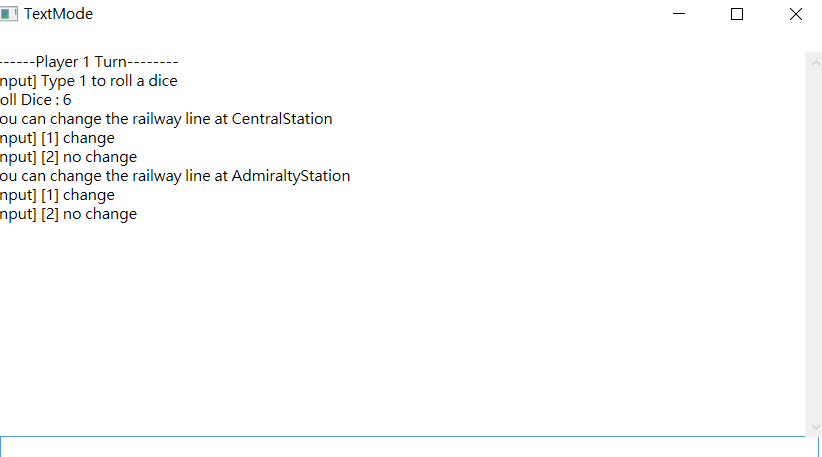 TextMode
------Player 1 Turn--------
nput] Type 1 to roll a dice
oll Dice : 6
ou can change the railway line at CentralStation
nput] [1] change
nput] [2] no change
ou can change the railway line at AdmiraltyStation
nput] [1] change
nput] [2] no change